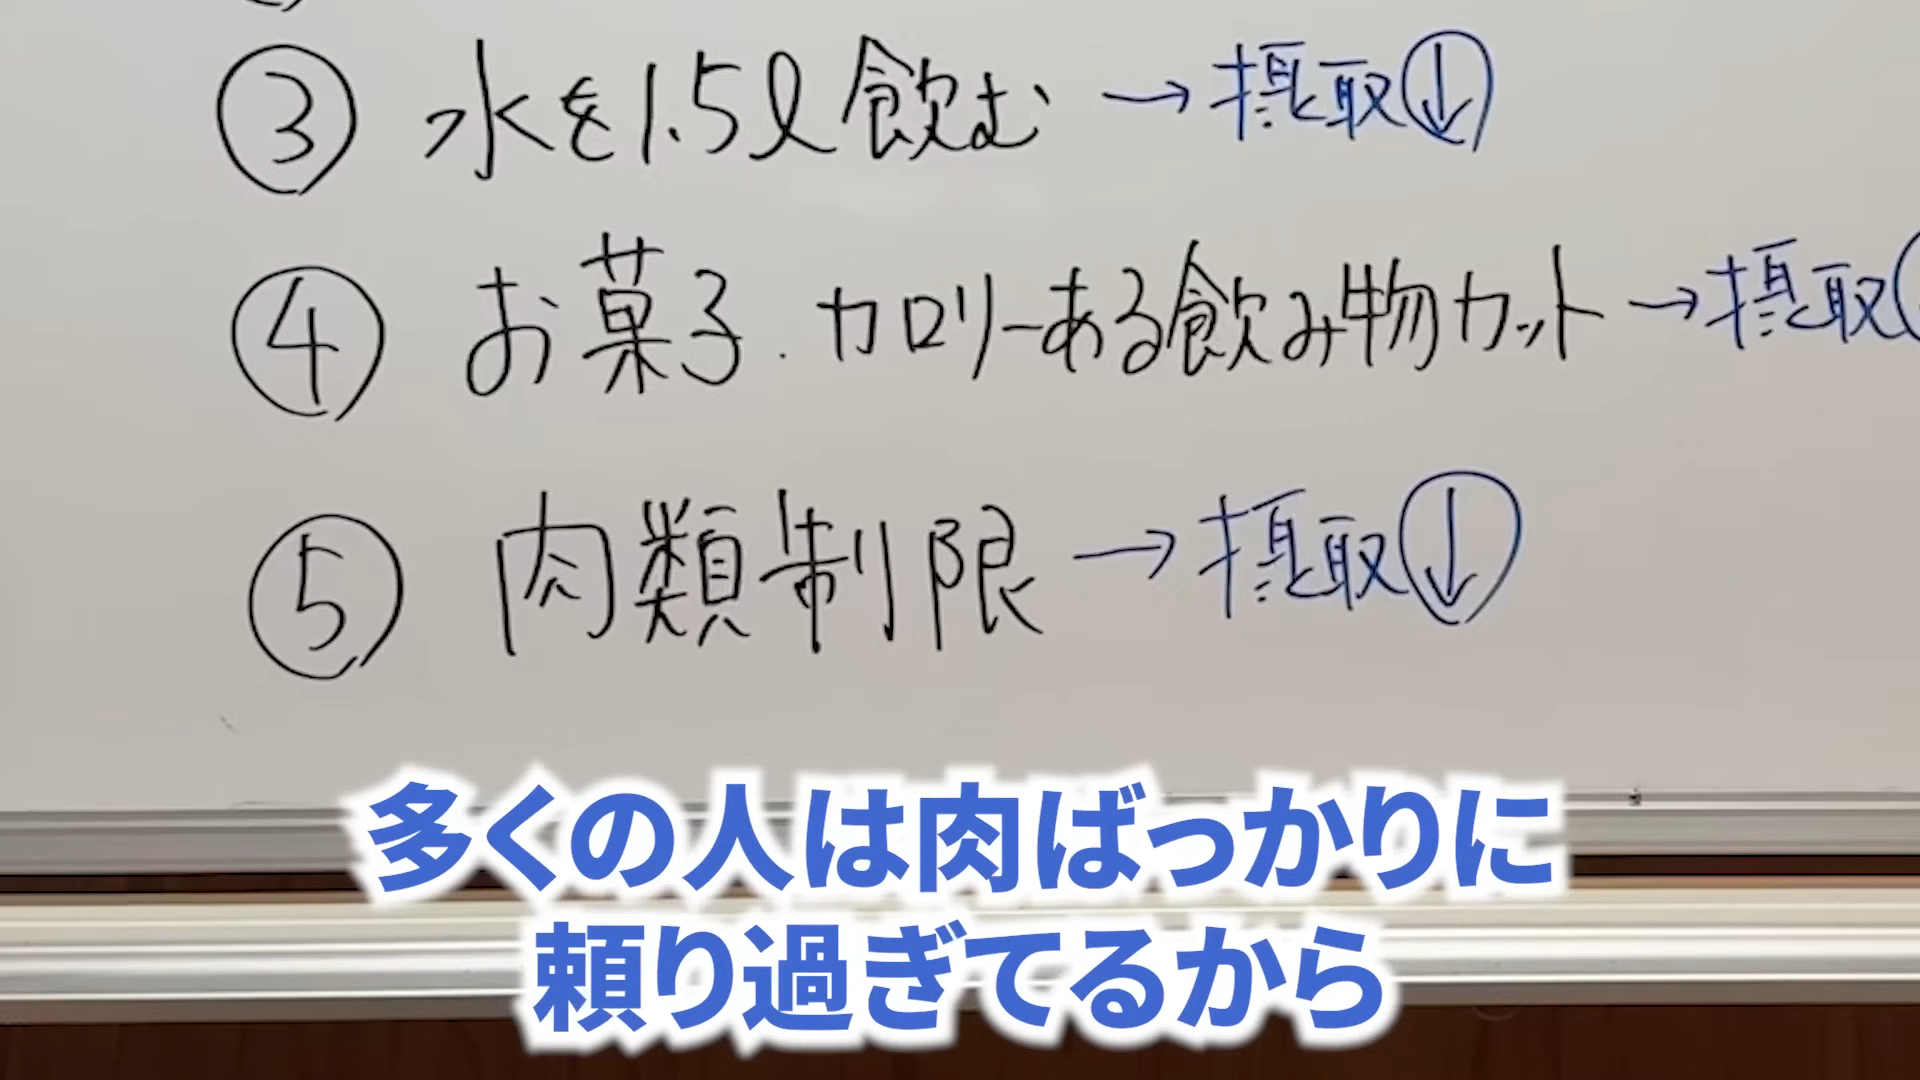 ③ 水を1.5ℓ飲む → 摂取↓
④ お菓子.カロリーある飲み物カット → 摂取
⑤ 肉類制限 → 摂取↓
多くの人は肉ばっかりに
頼り過ぎてるから